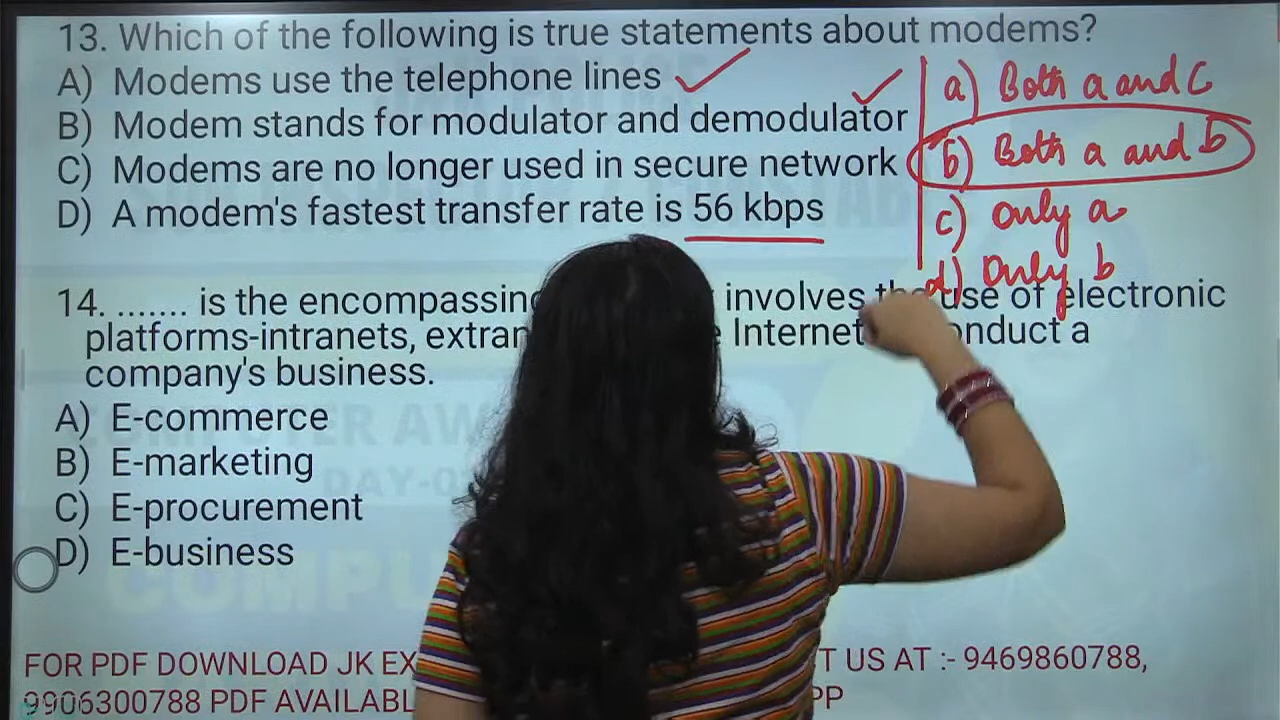 13. Which of the following is true statements about modems?
A) Modems use the telephone lines
B) Modem stands for modulator and demodulator
C) Modems are no longer used in secure network
D) A modem's fastest transfer rate is 56 kbps
a) Both a and c
b) Both a and b
c) Only a
d) Only b
14. ....... is the encompassing involves the use of electronic
platforms-intranets, extran Internet conduct a
company's business.
A) E-commerce
B) E-marketing
C) E-procurement
D) E-business
FOR PDF DOWNLOAD JK EX T US AT :- 9469860788,
9906300788 PDF AVAILABL PP